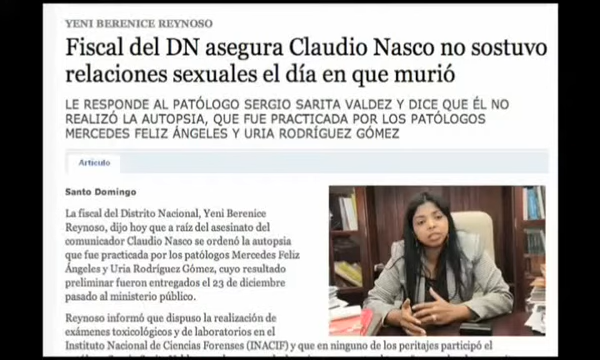 YENI BERENICE REYNOSO
Fiscal del DN asegura Claudio Nasco no sostuvo
relaciones sexuales el día en que murió
LE RESPONDE AL PATÓLOGO SERGIO SARITA VALDEZ Y DICE QUE ÉL NO
REALIZÓ LA AUTOPSIA, QUE FUE PRACTICADA POR LOS PATÓLOGOS
MERCEDES FELIZ ÁNGELES Y URIA RODRÍGUEZ GÓMEZ
Artículo
Santo Domingo
La fiscal del Distrito Nacional, Yeni Berenice
Reynoso, dijo hoy que a raíz del asesinato del
comunicador Claudio Nasco se ordenó la autopsia
que fue practicada por los patólogos Mercedes Feliz
Ángeles y Uria Rodríguez Gómez, cuyo resultado
preliminar fueron entregados el 23 de diciembre
pasado al ministerio público.
Reynoso informó que dispuso la realización de
exámenes toxicológicos y de laboratorios en el
Instituto Nacional de Ciencias Forenses (INACIF) y que en ninguno de los peritajes participó el